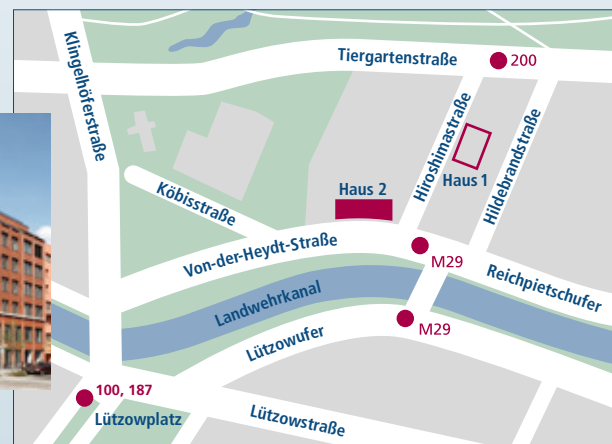 Klingelhöferstraße
Tiergartenstraße
200
Hiroshimastraße
Haus 1
Hildebrandstraße
Haus 2
Köbisstraße
Von-der-Heydt-Straße
M29
Reichpietschufer
Landwehrkanal
M29
Lützowufer
100, 187
Lützowplatz
Lützowstraße